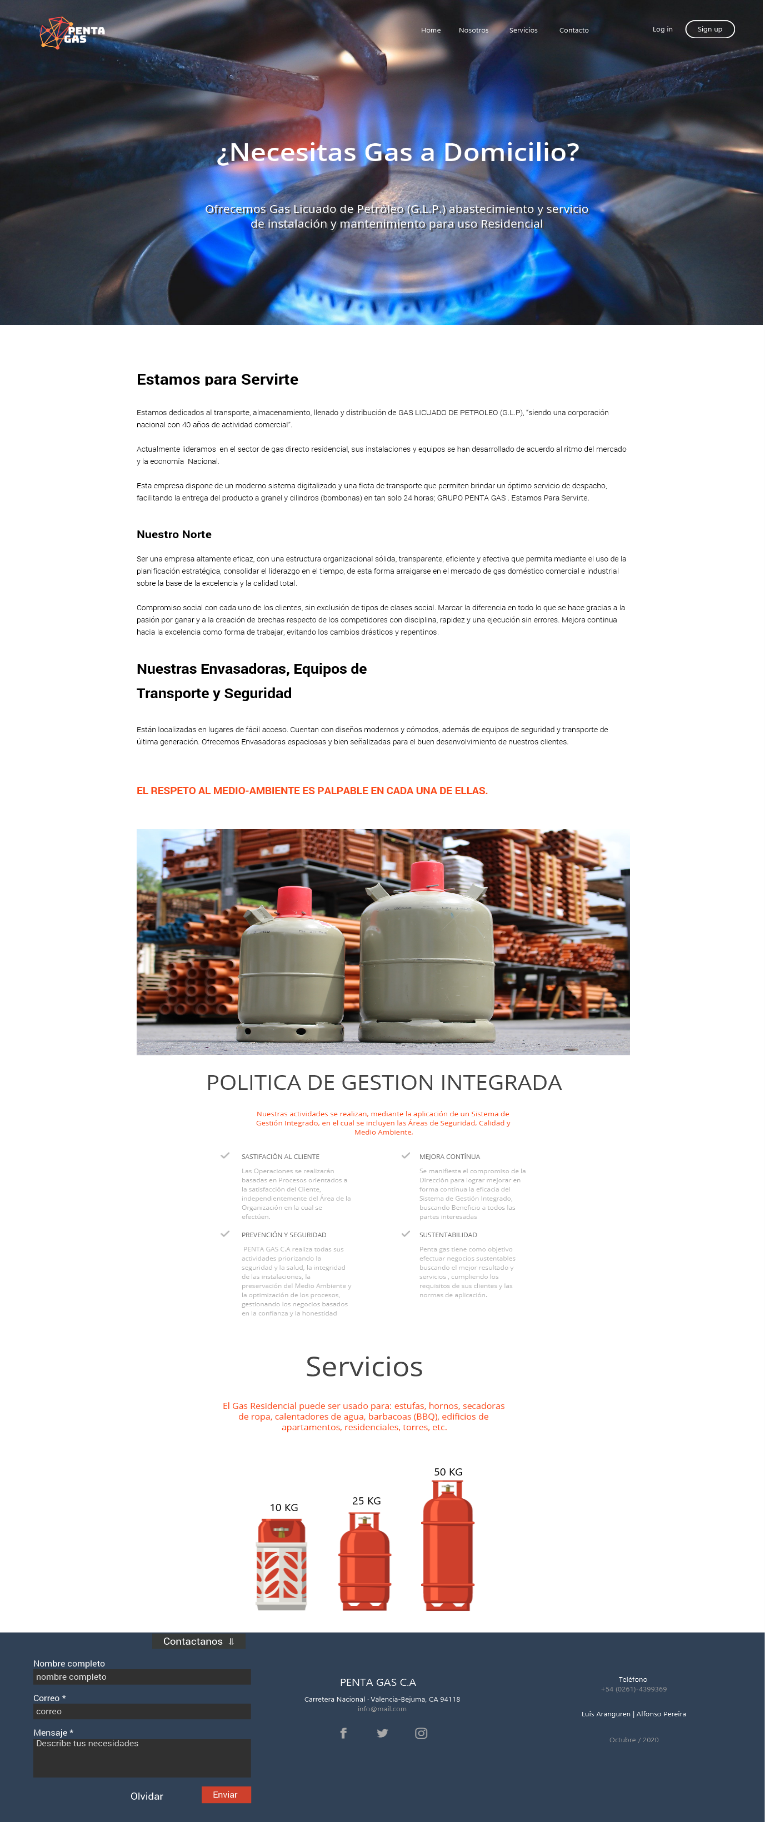 PENTA
GAS
Home Nosotros Servicios Contacto Log in Sign up
¿Necesitas Gas a Domicilio?
Ofrecemos Gas Licuado de Petróleo (G.L.P.) abastecimiento y servicio
de instalación y mantenimiento para uso Residencial
Estamos para Servirte
Estamos dedicados al transporte, almacenamiento, llenado y distribución de GAS LICUADO DE PETROLEO (G.L.P), "siendo una corporación
nacional con 40 años de actividad comercial".
Actualmente lideramos en el sector de gas directo residencial, sus instalaciones y equipos se han desarrollado de acuerdo al ritmo del mercado
y la economía Nacional.
Esta empresa dispone de un moderno sistema digitalizado y una flota de transporte que permiten brindar un óptimo servicio de despacho,
facilitando la entrega del producto a granel y cilindros (bombonas) en tan solo 24 horas; GRUPO PENTA GAS : Estamos Para Servirte.
Nuestro Norte
Ser una empresa altamente eficaz, con una estructura organizacional sólida, transparente, eficiente y efectiva que permita mediante el uso de la
planificación estratégica, consolidar el liderazgo en el tiempo, de esta forma arraigarse en el mercado de gas doméstico comercial e industrial
sobre la base de la excelencia y la calidad total.
Compromiso social con cada uno de los clientes, sin exclusión de tipos de clases social. Marcar la diferencia en todo lo que se hace gracias a la
pasión por ganar y a la creación de brechas respecto de los competidores con disciplina, rapidez y una ejecución sin errores. Mejora continua
hacia la excelencia como forma de trabajar, evitando los cambios drásticos y repentinos
Nuestras Envasadoras, Equipos de
Transporte y Seguridad
Están localizadas en lugares de fácil acceso. Cuentan con diseños modernos y cómodos, además de equipos de seguridad y transporte de
última generación. Ofrecemos Envasadoras espaciosas y bien señalizadas para el buen desenvolvimiento de nuestros clientes.
EL RESPETO AL MEDIO-AMBIENTE ES PALPABLE EN CADA UNA DE ELLAS.
POLITICA DE GESTION INTEGRADA
Nuestras actividades se realizan, mediante la aplicación de un Sistema de
Gestión Integrado, en el cual se incluyen las Áreas de Seguridad, Calidad y
Medio Ambiente.
SASTIFACIÓN AL CLIENTE
Las Operaciones se realizarán
basadas en Procesos orientados a
la satisfacción del Cliente,
independientemente del Área de la
Organización en la cual se
efectúen.
MEJORA CONTÍNUA
Se manifiesta el compromiso de la
Dirección para lograr mejorar en
forma continua la eficacia del
Sistema de Gestión Integrado,
buscando Beneficio a todos las
partes interesadas
PREVENCIÓN Y SEGURIDAD
PENTA GAS C.A realiza todas sus
actividades priorizando la
seguridad y la salud, la integridad
de las instalaciones, la
preservación del Medio Ambiente y
la optimización de los procesos,
gestionando los negocios basados
en la confianza y la honestidad
SUSTENTABILIDAD
Penta gas tiene como objetivo
efectuar negocios sustentables
buscando el mejor resultado y
servicios , cumpliendo los
requisitos de sus clientes y las
normas de aplicación.
Servicios
El Gas Residencial puede ser usado para; estufas, hornos, secadoras
de ropa, calentadores de agua, barbacoas (BBQ), edificios de
apartamentos, residenciales, torres, etc.
10 KG
25 KG
50 KG
Contactanos ⇓
Nombre completo
nombre completo
Correo *
correo
Mensaje *
Describe tus necesidades
Olvidar Enviar
PENTA GAS C.A
Carretera Nacional - Valencia-Bejuma, CA 94118
info@mail.com
Teléfono
+54 (0261)-4399369
Luis Aranguren | Alfonso Pereira
Octubre / 2020